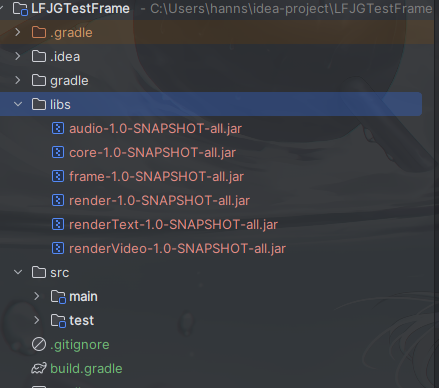 LFJGTestFrame - C:\Users\hanns\idea-project\LFJGTestFrame
.gradle
.idea
gradle
libs
audio-1.0-SNAPSHOT-all.jar
core-1.0-SNAPSHOT-all.jar
frame-1.0-SNAPSHOT-all.jar
render-1.0-SNAPSHOT-all.jar
renderText-1.0-SNAPSHOT-all.jar
renderVideo-1.0-SNAPSHOT-all.jar
src
main
test
.gitignore
build.gradle